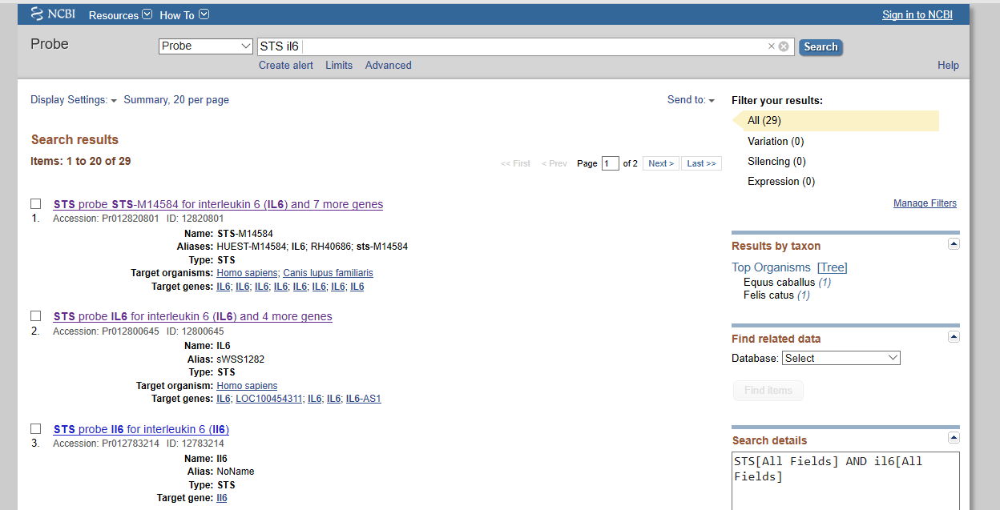 NCBI Resources How To Sign in to NCBI
Probe Probe STS il6 Search
Create alert Limits Advanced Help
Display Settings: Summary, 20 per page Send to:
Search results
Items: 1 to 20 of 29
<< First < Prev Page 1 of 2 Next > Last >>
STS probe STS-M14584 for interleukin 6 (IL6) and 7 more genes
1. Accession: Pr012820801 ID: 12820801
Name: STS-M14584
Aliases: HUEST-M14584; IL6; RH40686; sts-M14584
Type: STS
Target organisms: Homo sapiens; Canis lupus familiaris
Target genes: IL6; IL6; IL6; IL6; IL6; IL6; IL6; IL6
STS probe IL6 for interleukin 6 (IL6) and 4 more genes
2. Accession: Pr012800645 ID: 12800645
Name: IL6
Alias: sWSS1282
Type: STS
Target organism: Homo sapiens
Target genes: IL6; LOC100454311; IL6; IL6; IL6-AS1
STS probe Il6 for interleukin 6 (Il6)
3. Accession: Pr012783214 ID: 12783214
Name: Il6
Alias: NoName
Type: STS
Target gene: Il6
Filter your results:
All (29)
Variation (0)
Silencing (0)
Expression (0)
Manage Filters
Results by taxon
Top Organisms [Tree]
Equus caballus (1)
Felis catus (1)
Find related data
Database: Select
Find items
Search details
STS[All Fields] AND il6[All
Fields]